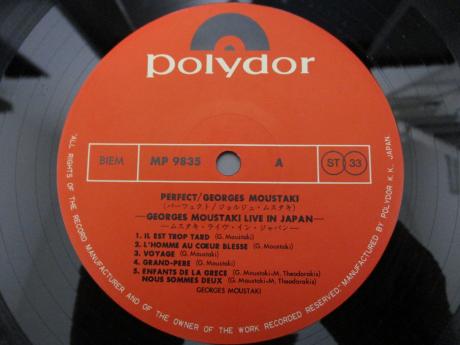 polydor
BIEM MP 9835 A ST 33
PERFECT/GEORGES MOUSTAKI
(パーフェクト/ジョルジュ・ムスタキ)
—GEORGES MOUSTAKI LIVE IN JAPAN—
—ムスタキ・ライヴ・イン・ジャパン—
1. IL EST TROP TARD (G. Moustaki)
2. L'HOMME AU CŒUR BLESSE (G. Moustaki)
3. VOYAGE (G. Moustaki)
4. GRAND-PERE (G. Moustaki)
5. ENFANTS DE LA GRECE (G. Moustaki-M. Theodorakis)
NOUS SOMMES DEUX (G. Moustaki-M. Theodorakis)
GEORGES MOUSTAKI
"ALL RIGHTS OF THE RECORD MANUFACTURER AND OF THE OWNER OF THE WORK RECORDED RESERVED" MANUFACTURED BY POLYDOR K.K., JAPAN.